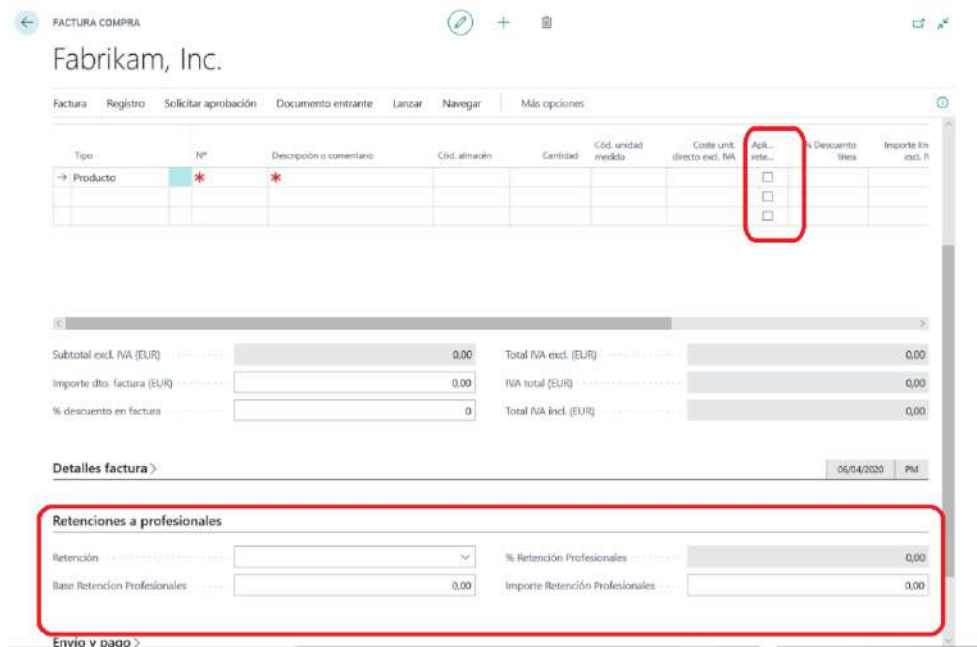 FACTURA COMPRA
Fabrikam, Inc.
Factura Registro Solicitar aprobación Documento entrante Lanzar Navegar Más opciones
Tipo Nº Descripción o comentario Cód. almacén Cantidad Cód. unidad medida Coste unit. directo excl. IVA Apli... rete... % Descuento línea Importe lín excl. IV
Producto * *
Subtotal excl. IVA (EUR) 0,00 Total IVA excl. (EUR) 0,00
Importe dto. factura (EUR) 0,00 IVA total (EUR) 0,00
% descuento en factura 0 Total IVA incl. (EUR) 0,00
Detalles factura > 06/04/2020 PM
Retenciones a profesionales
Retención % Retención Profesionales 0,00
Base Retencion Profesionales 0,00 Importe Retención Profesionales 0,00
Envío y pago >